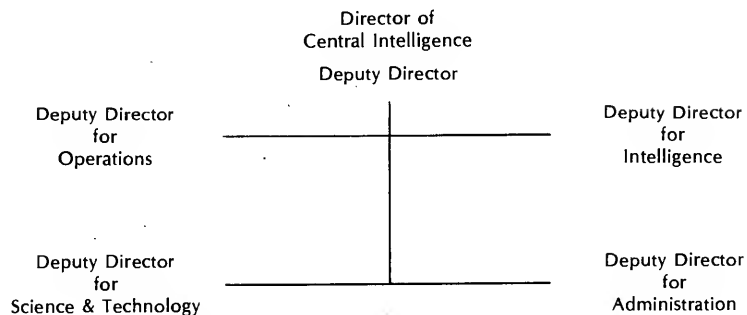 Director of
Central Intelligence
Deputy Director
Deputy Director
for
Operations
Deputy Director
for
Intelligence
Deputy Director
for
Science & Technology
Deputy Director
for
Administration